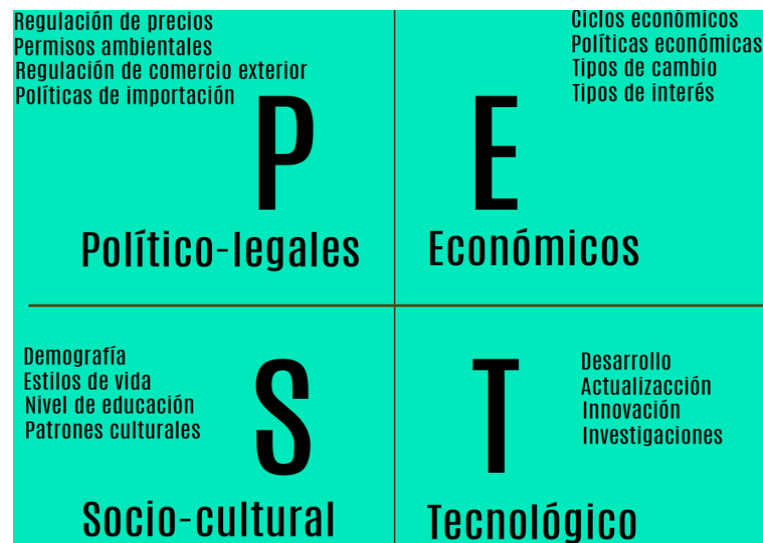 Regulación de precios
Permisos ambientales
Regulación de comercio exterior
Políticas de importación
P
Político-legales
Ciclos económicos
Políticas económicas
Tipos de cambio
Tipos de interés
E
Económicos
Demografía
Estilos de vida
Nivel de educación
Patrones culturales
S
Socio-cultural
Desarrollo
Actualizacción
Innovación
Investigaciones
T
Tecnológico